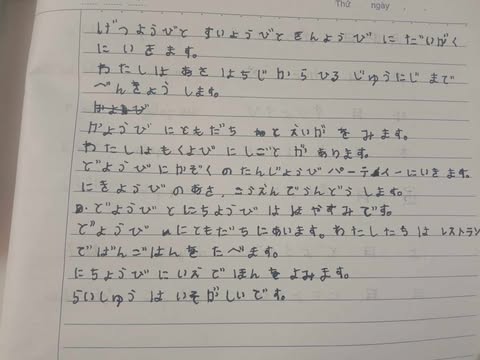 Thứ ngày
げつようびと すいようびと きんようび に だいがく
に いきます。
わたしは あさ はちじ から ひる じゅうにじ まで
べんきょう します。
かようび に ともだち と えいが を みます。
わたしは もくよび に しごと が あります。
どようび に かぞく の たんじょうび パーティー に いきます
にきようび の あさ、こうえん で うんどう します。
どようび と にちようび は は やすみ です。
どようび に ともだち に あいます。わたしたち は レストラン
で ばんごはん を たべます。
にちようび に いえ で ほん を よみます。
らいしゅう は いそがしい です。